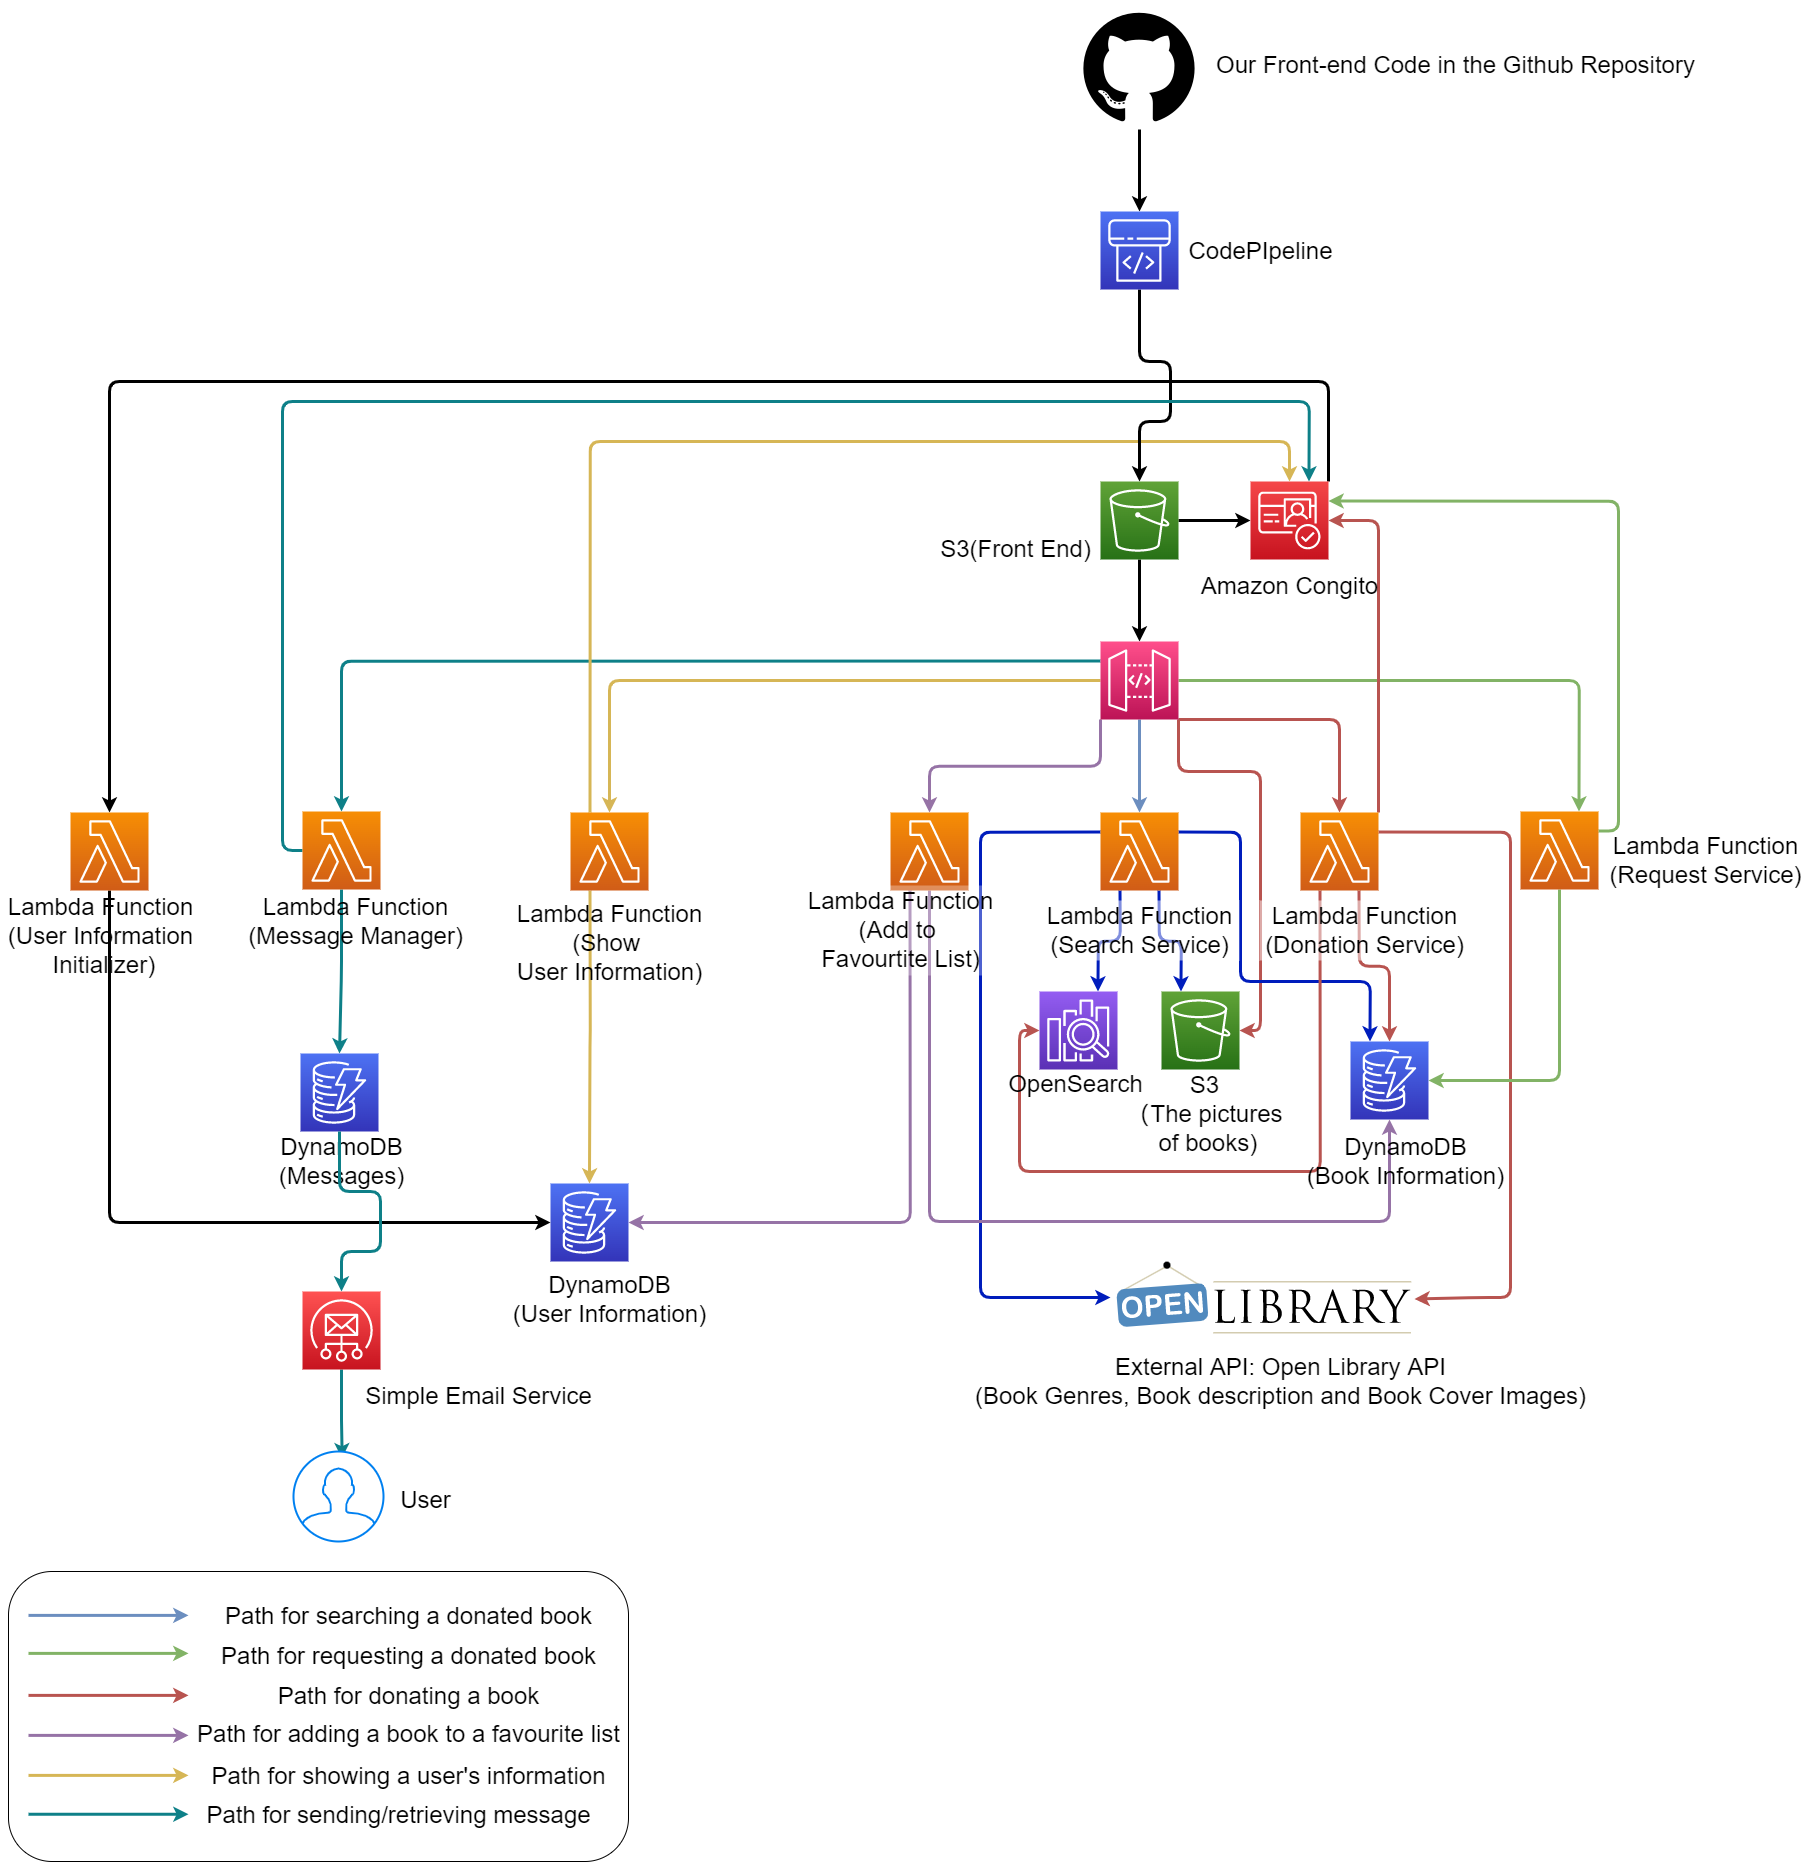 Our Front-end Code in the Github Repository
CodePIpeline
S3(Front End)
Amazon Congito
Lambda Function
(User Information
Initializer)
Lambda Function
(Message Manager)
Lambda Function
(Show
User Information)
Lambda Function
(Add to
Favourtite List)
Lambda Function
(Search Service)
Lambda Function
(Donation Service)
Lambda Function
(Request Service)
OpenSearch
S3
(The pictures
of books)
DynamoDB
(Messages)
DynamoDB
(Book Information)
DynamoDB
(User Information)
OPEN LIBRARY
External API: Open Library API
(Book Genres, Book description and Book Cover Images)
Simple Email Service
User
Path for searching a donated book
Path for requesting a donated book
Path for donating a book
Path for adding a book to a favourite list
Path for showing a user's information
Path for sending/retrieving message